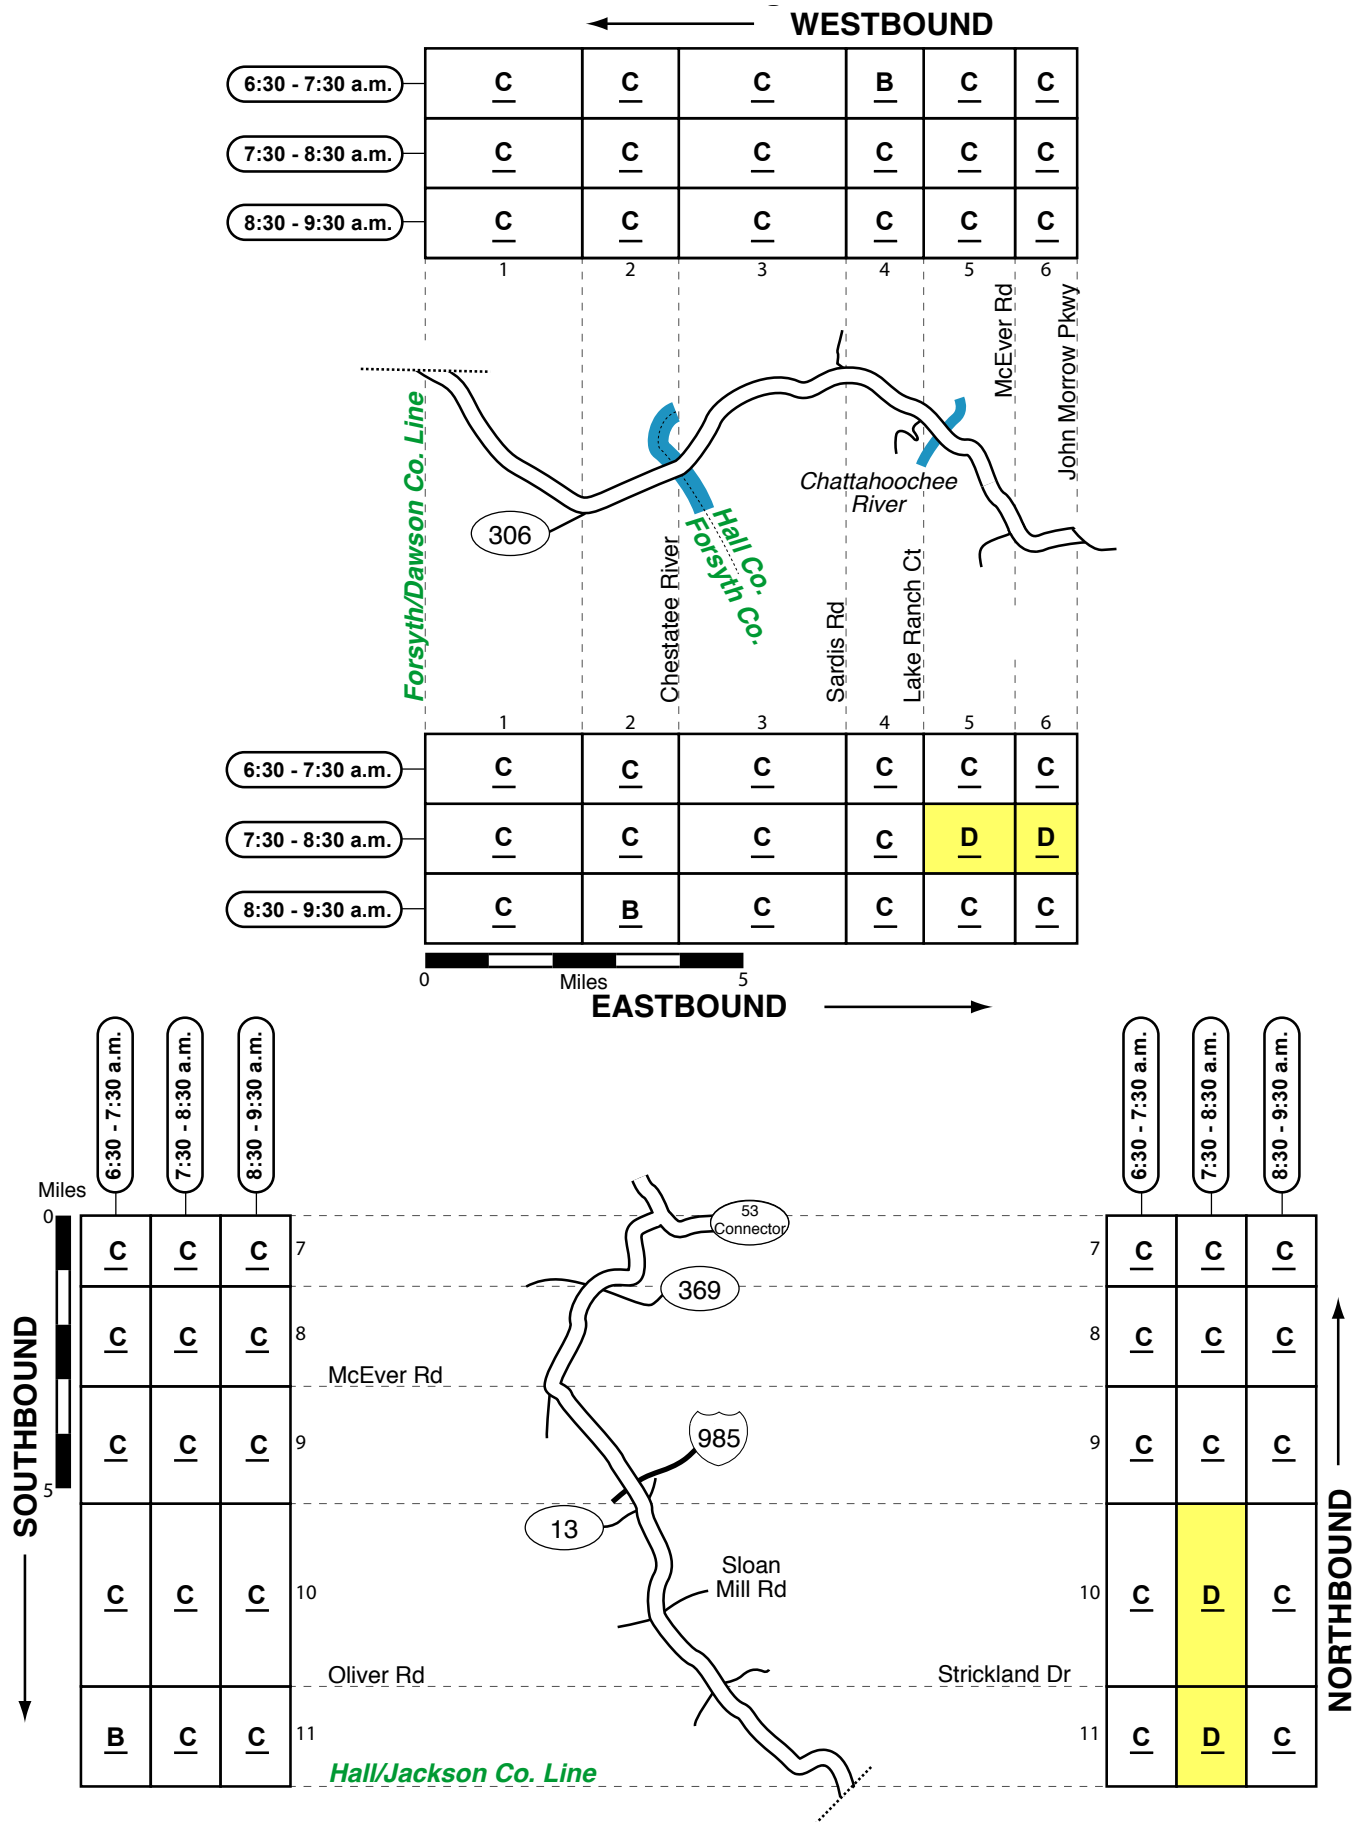 WESTBOUND
6:30 - 7:30 a.m. C C C B C C
7:30 - 8:30 a.m. C C C C C C
8:30 - 9:30 a.m. C C C C C C
1 2 3 4 5 6
Forsyth/Dawson Co. Line
306
Chestatee River
Hall Co.
Forsyth Co.
Sardis Rd
Chattahoochee
River
Lake Ranch Ct
McEver Rd
John Morrow Pkwy
1 2 3 4 5 6
6:30 - 7:30 a.m. C C C C C C
7:30 - 8:30 a.m. C C C C D D
8:30 - 9:30 a.m. C B C C C C
0 Miles 5
EASTBOUND
6:30 - 7:30 a.m. 7:30 - 8:30 a.m. 8:30 - 9:30 a.m.
Miles
0
5
SOUTHBOUND
C C C 7
C C C 8
C C C 9
C C C 10
B C C 11
53
Connector
369
McEver Rd
985
13
Sloan
Mill Rd
Oliver Rd
Strickland Dr
Hall/Jackson Co. Line
6:30 - 7:30 a.m. 7:30 - 8:30 a.m. 8:30 - 9:30 a.m.
7 C C C
8 C C C
9 C C C
10 C D C
11 C D C
NORTHBOUND